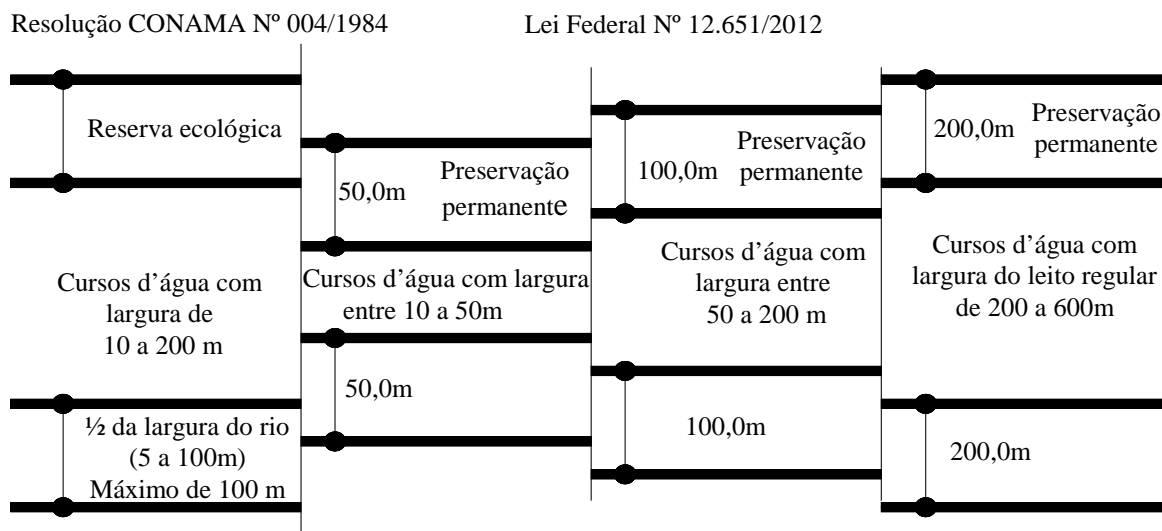 Resolução CONAMA Nº 004/1984
Lei Federal Nº 12.651/2012
Reserva ecológica
Cursos d’água com
largura de
10 a 200 m
½ da largura do rio
(5 a 100m)
Máximo de 100 m
50,0m
Preservação
permanente
Cursos d’água com largura
entre 10 a 50m
50,0m
100,0m
Preservação
permanente
Cursos d’água com
largura entre
50 a 200 m
100,0m
200,0m
Preservação
permanente
Cursos d’água com
largura do leito regular
de 200 a 600m
200,0m